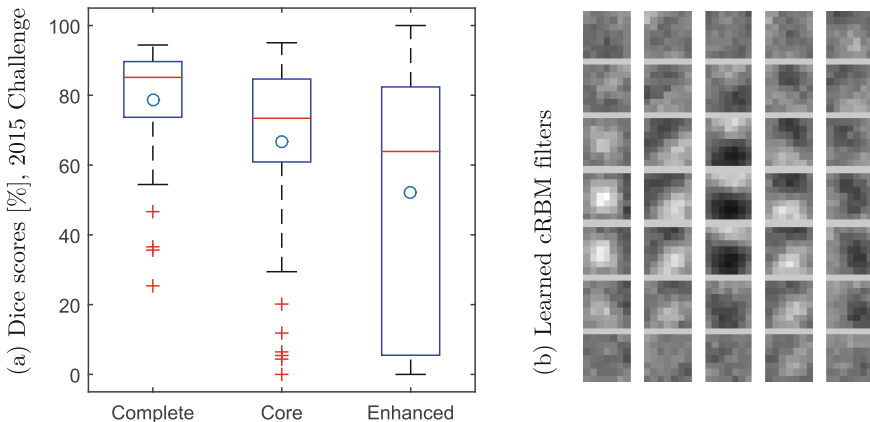 (a) Dice scores [%], 2015 Challenge
100
80
60
40
20
0
Complete Core Enhanced
(b) Learned cRBM filters